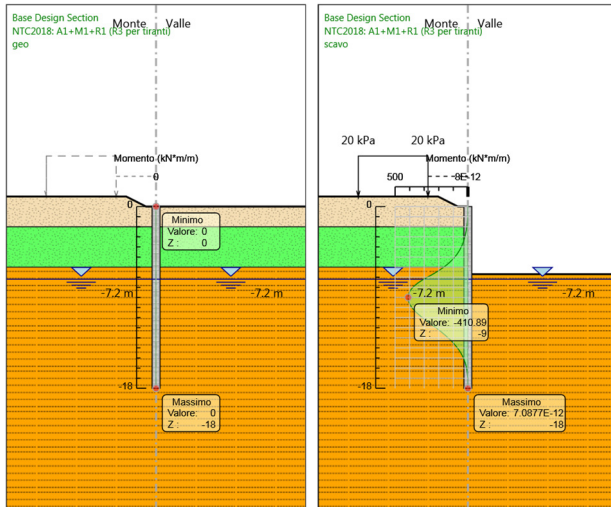 Base Design Section
NTC2018: A1+M1+R1 (R3 per tiranti)
geo
Monte
Valle
Momento (kN*m/m)
0
0
Minimo
Valore: 0
Z : 0
-7.2 m
-7.2 m
-18
Massimo
Valore: 0
Z : -18
Base Design Section
NTC2018: A1+M1+R1 (R3 per tiranti)
scavo
Monte
Valle
20 kPa
20 kPa
Momento (kN*m/m)
500
8E-12
0
-7.2 m
-7.2 m
Minimo
Valore: -410.89
Z : -9
-18
Massimo
Valore: 7.0877E-12
Z : -18